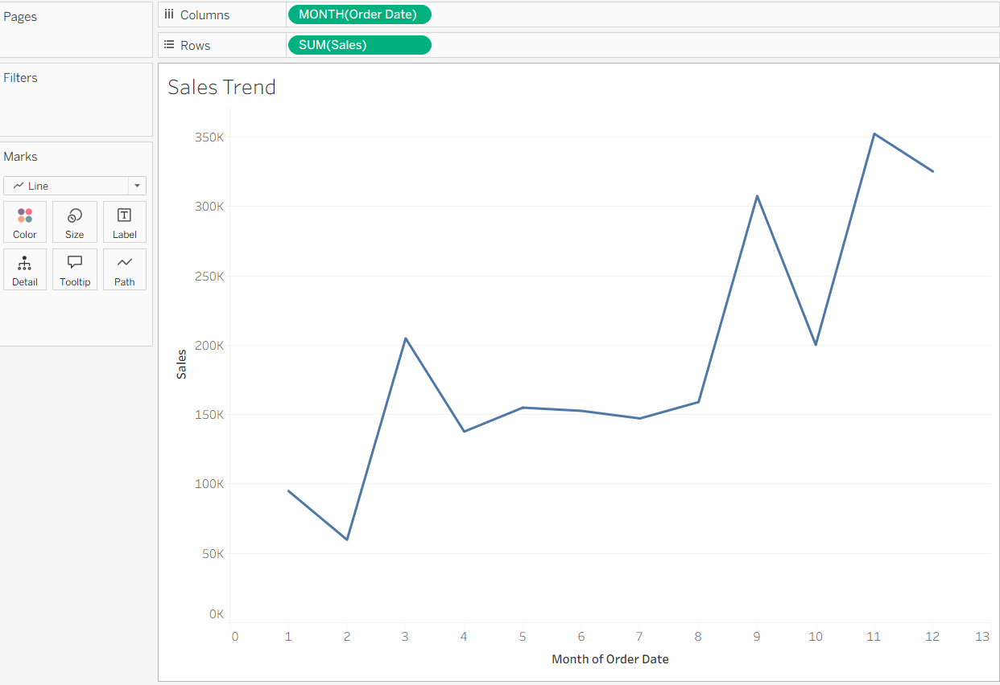 Pages
Columns MONTH(Order Date)
Rows SUM(Sales)
Filters
Marks
Line
Color Size Label
Detail Tooltip Path
Sales Trend
350K
300K
250K
200K
150K
100K
50K
0K
Sales
0 1 2 3 4 5 6 7 8 9 10 11 12 13
Month of Order Date